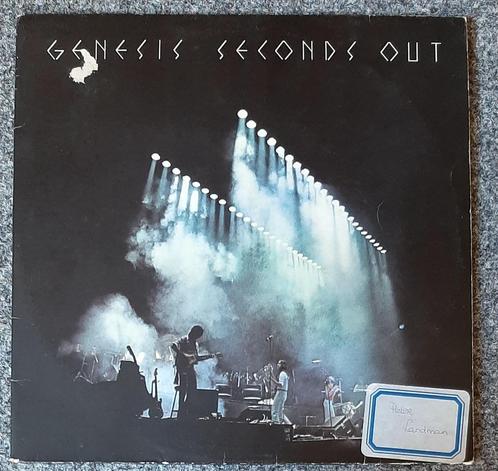 GENESIS SECONDS OUT
Landman